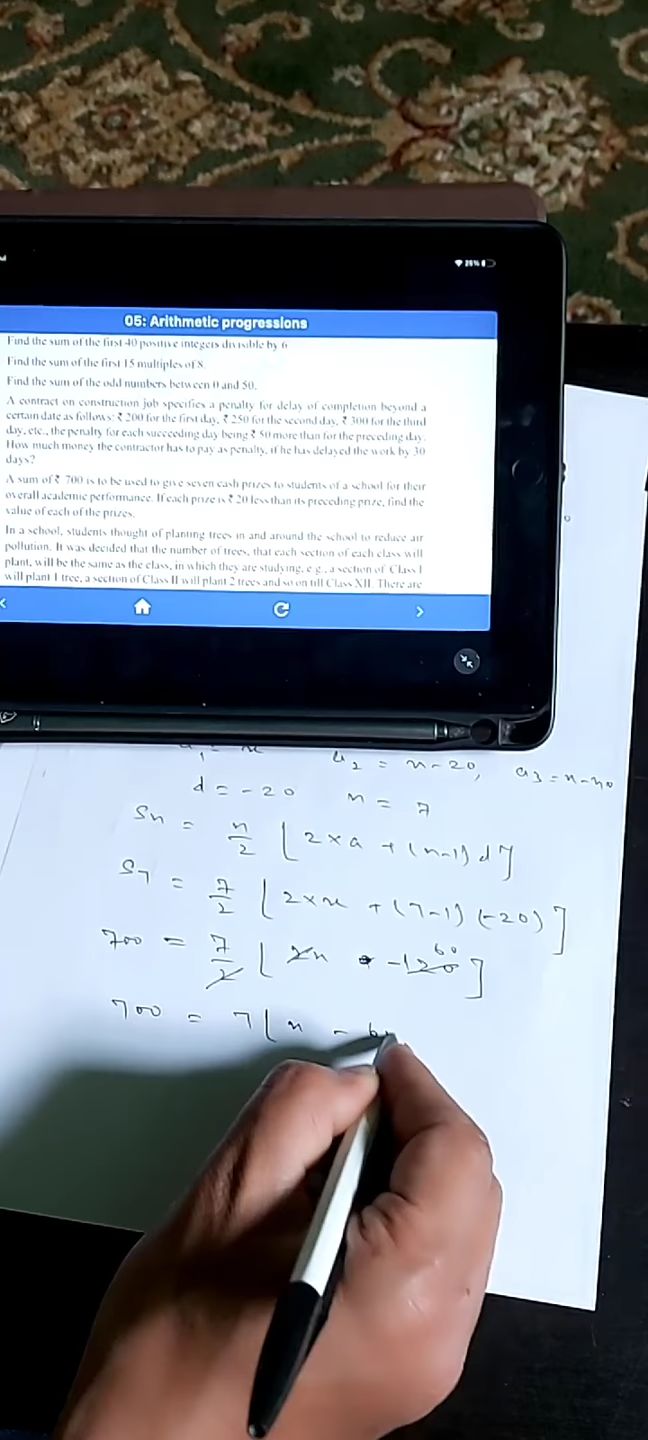 25%
05: Arithmetic progressions
Find the sum of the first 40 positive integers divisible by 6
Find the sum of the first 15 multiples of 8.
Find the sum of the odd numbers between 0 and 50.
A contract on construction job specifies a penalty for delay of completion beyond a
certain date as follows: ₹ 200 for the first day, ₹ 250 for the second day, ₹ 300 for the third
day, etc., the penalty for each succeeding day being ₹ 50 more than for the preceding day.
How much money the contractor has to pay as penalty, if he has delayed the work by 30
days?
A sum of ₹ 700 is to be used to give seven cash prizes to students of a school for their
overall academic performance. If each prize is ₹ 20 less than its preceding prize, find the
value of each of the prizes.
In a school, students thought of planting trees in and around the school to reduce air
pollution. It was decided that the number of trees, that each section of each class will
plant, will be the same as the class, in which they are studying, e.g., a section of Class I
will plant 1 tree, a section of Class II will plant 2 trees and so on till Class XII. There are
a₁ = x a₂ = x-20, a₃ = x-40
d = -20 n = 7
Sn = n/2 [2×a + (n-1) d]
S7 = 7/2 [2×x + (7-1) (-20)]
700 = 7/2 [2x -120] 60
700 = 7[x - 60